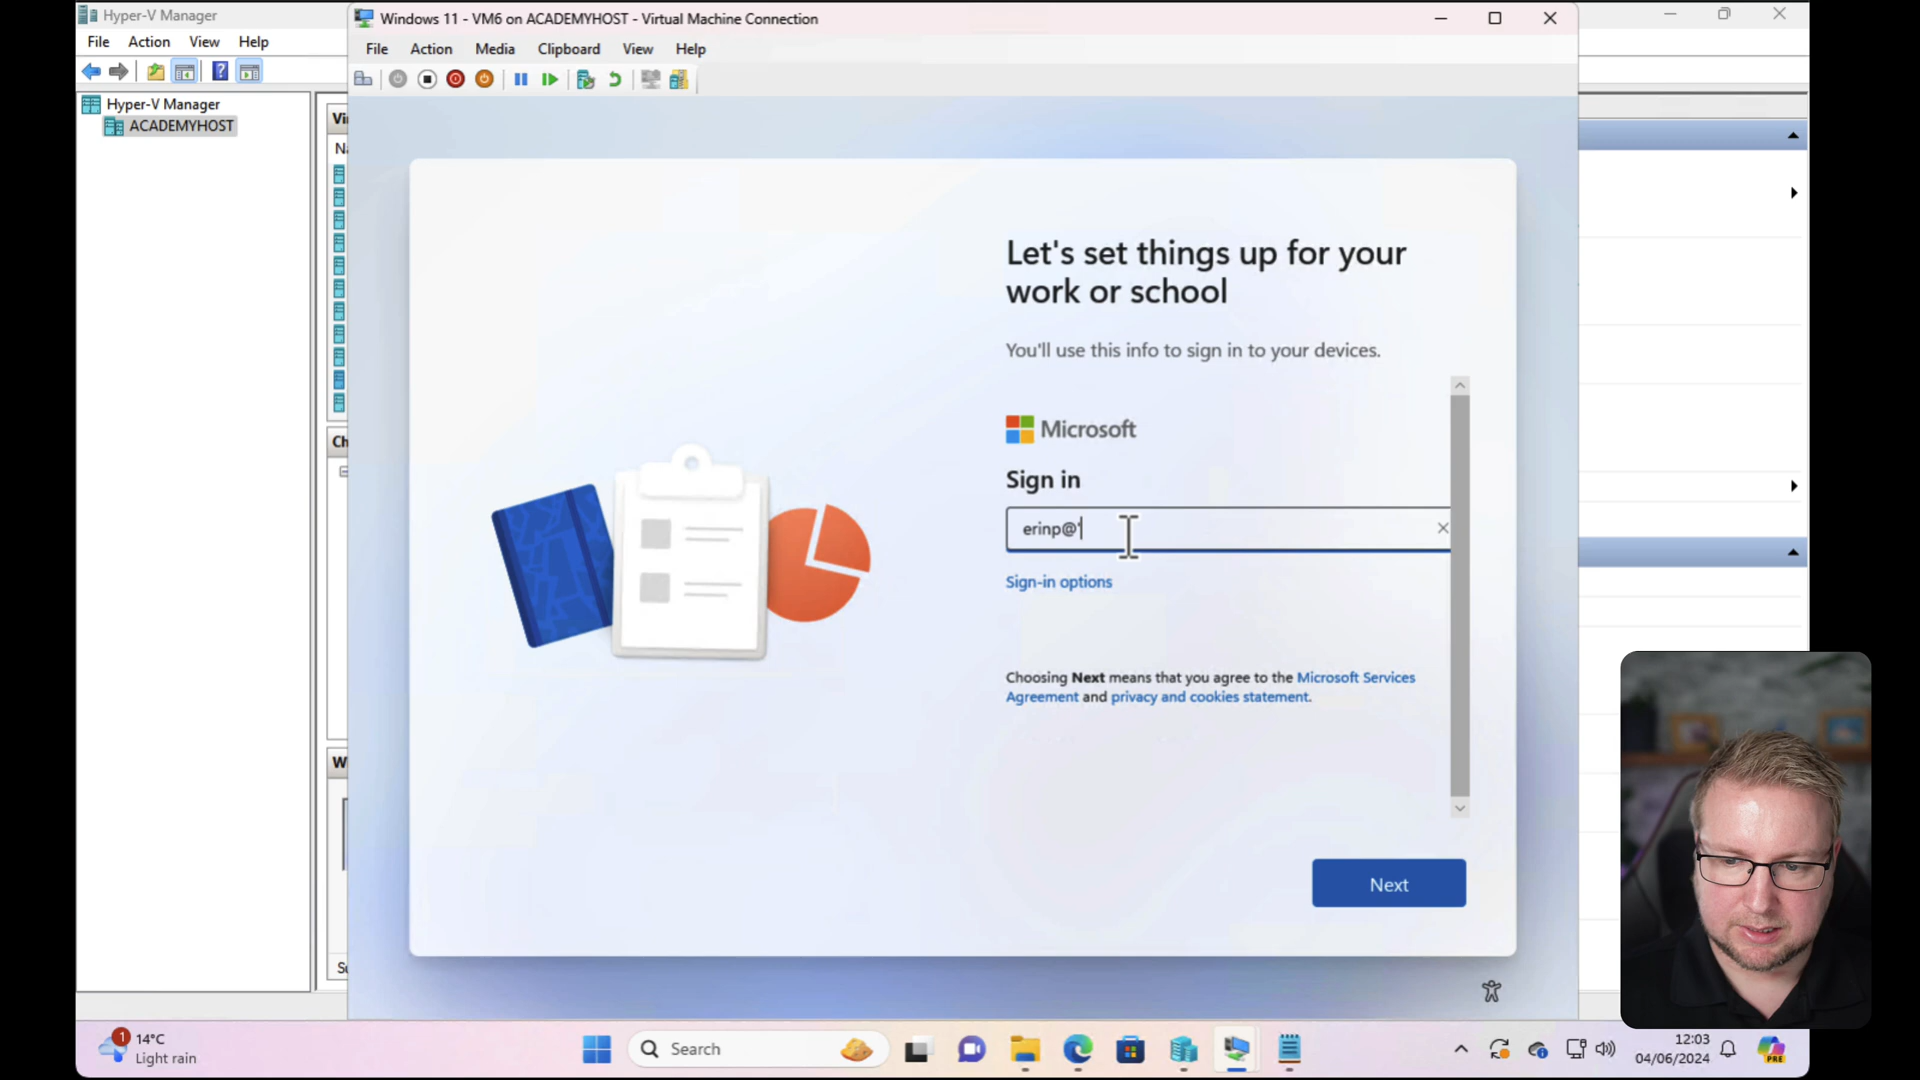 Hyper-V Manager
File Action View Help
Hyper-V Manager
ACADEMYHOST
Windows 11 - VM6 on ACADEMYHOST - Virtual Machine Connection
File Action Media Clipboard View Help
Let's set things up for your
work or school
You'll use this info to sign in to your devices.
Microsoft
Sign in
erinp@'
Sign-in options
Choosing Next means that you agree to the Microsoft Services
Agreement and privacy and cookies statement.
Next
1
14°C
Light rain
Search
12:03
04/06/2024
PRE